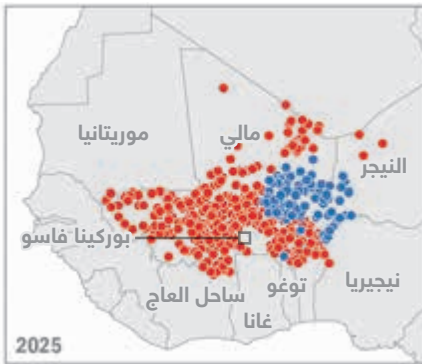 موريتانيا
مالي
النيجر
بوركينا فاسو
ساحل العاج
توغو
غانا
نيجيريا
2025